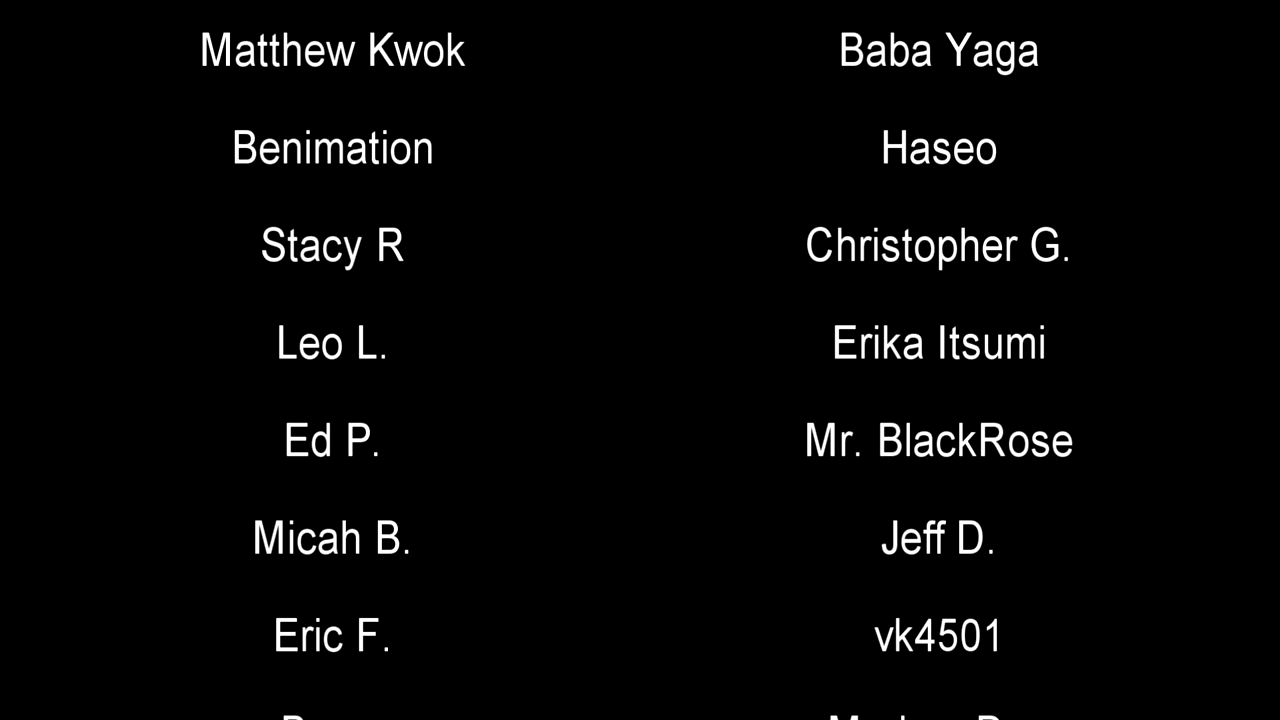 Matthew Kwok
Baba Yaga
Benimation
Haseo
Stacy R
Christopher G.
Leo L.
Erika Itsumi
Ed P.
Mr. BlackRose
Micah B.
Jeff D.
Eric F.
vk4501